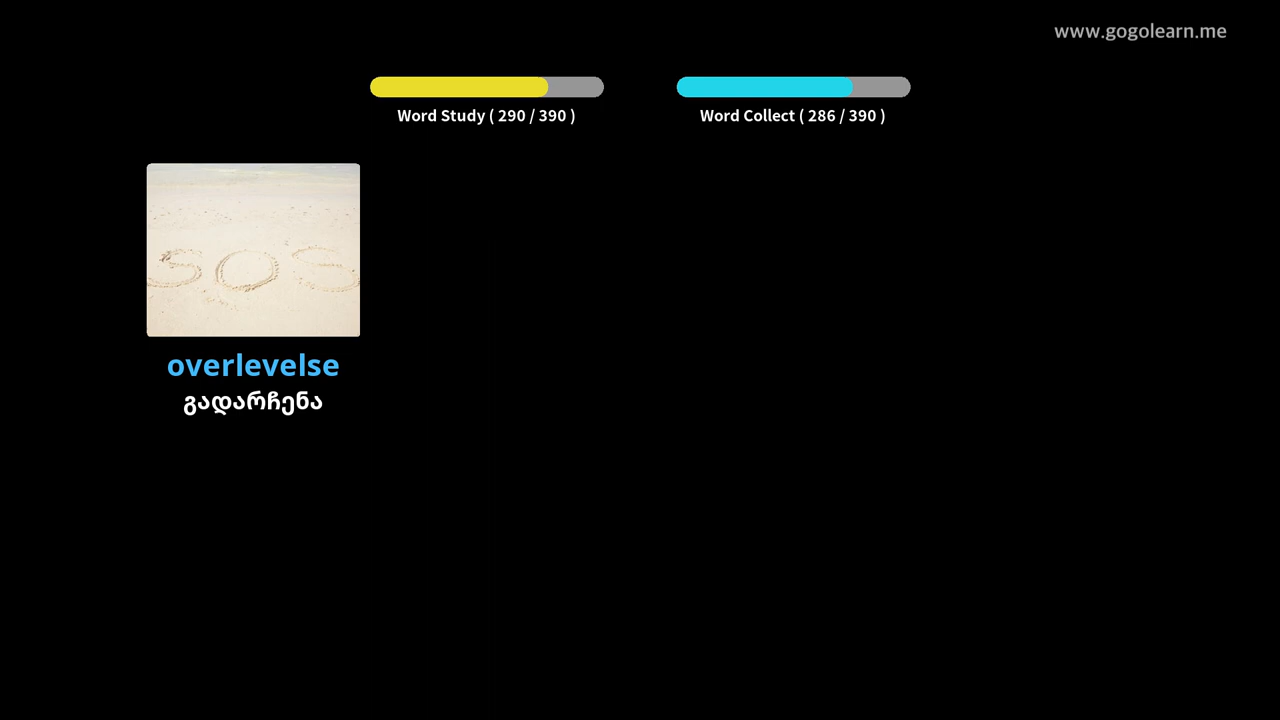 www.gogolearn.me
Word Study ( 290 / 390 )
Word Collect ( 286 / 390 )
SOS
overlevelse
გადარჩენა